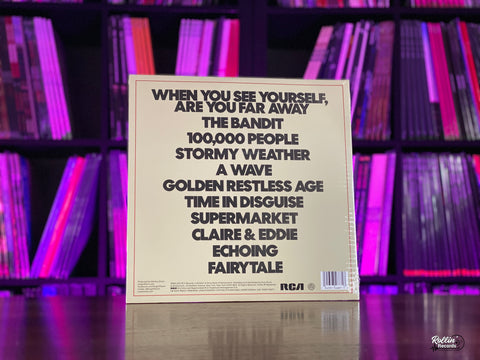 WHEN YOU SEE YOURSELF,
ARE YOU FAR AWAY
THE BANDIT
100,000 PEOPLE
STORMY WEATHER
A WAVE
GOLDEN RESTLESS AGE
TIME IN DISGUISE
SUPERMARKET
CLAIRE & EDDIE
ECHOING
FAIRYTALE
RCA
Rollin'
Records